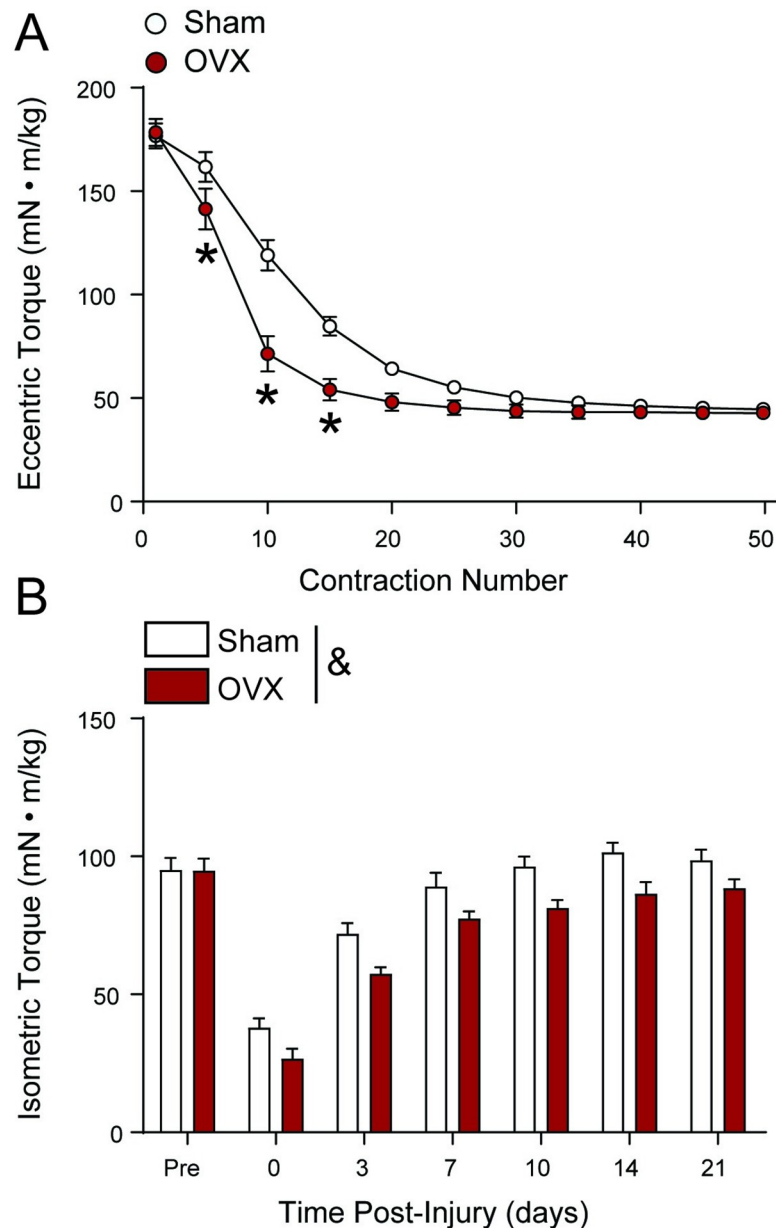 A
Sham
OVX
Eccentric Torque (mN • m/kg)
200
150
100
50
0
*
*
*
0 10 20 30 40 50
Contraction Number
B
Sham
OVX
&
Isometric Torque (mN • m/kg)
150
100
50
0
Pre 0 3 7 10 14 21
Time Post-Injury (days)